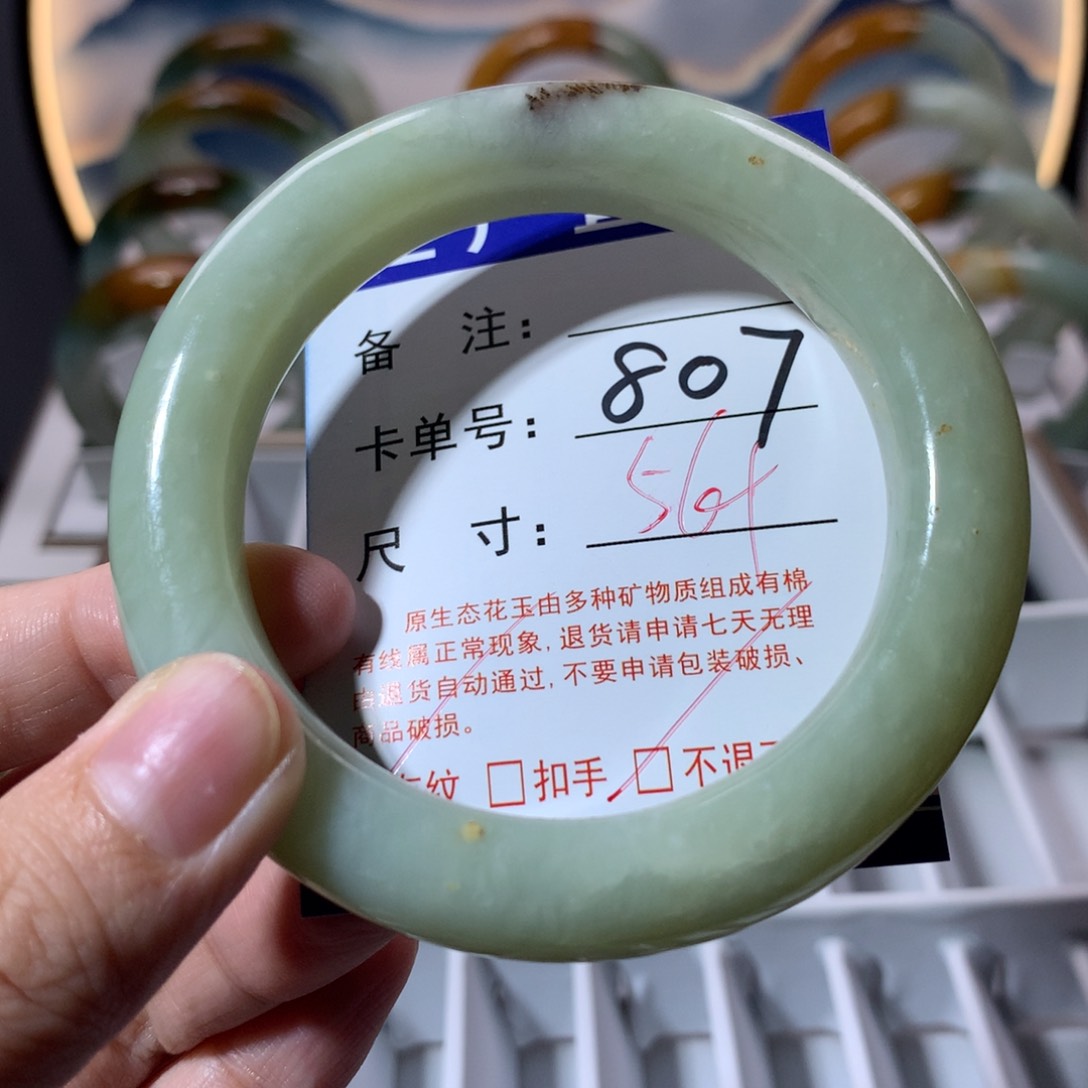 备 注：
卡单号： 807
尺 寸：
原生态花玉由多种矿物质组成有棉
有线属正常现象，退货请申请七天无理
由退货自动通过，不要申请包装破损、
商品破损。
纹 □扣手 □不退